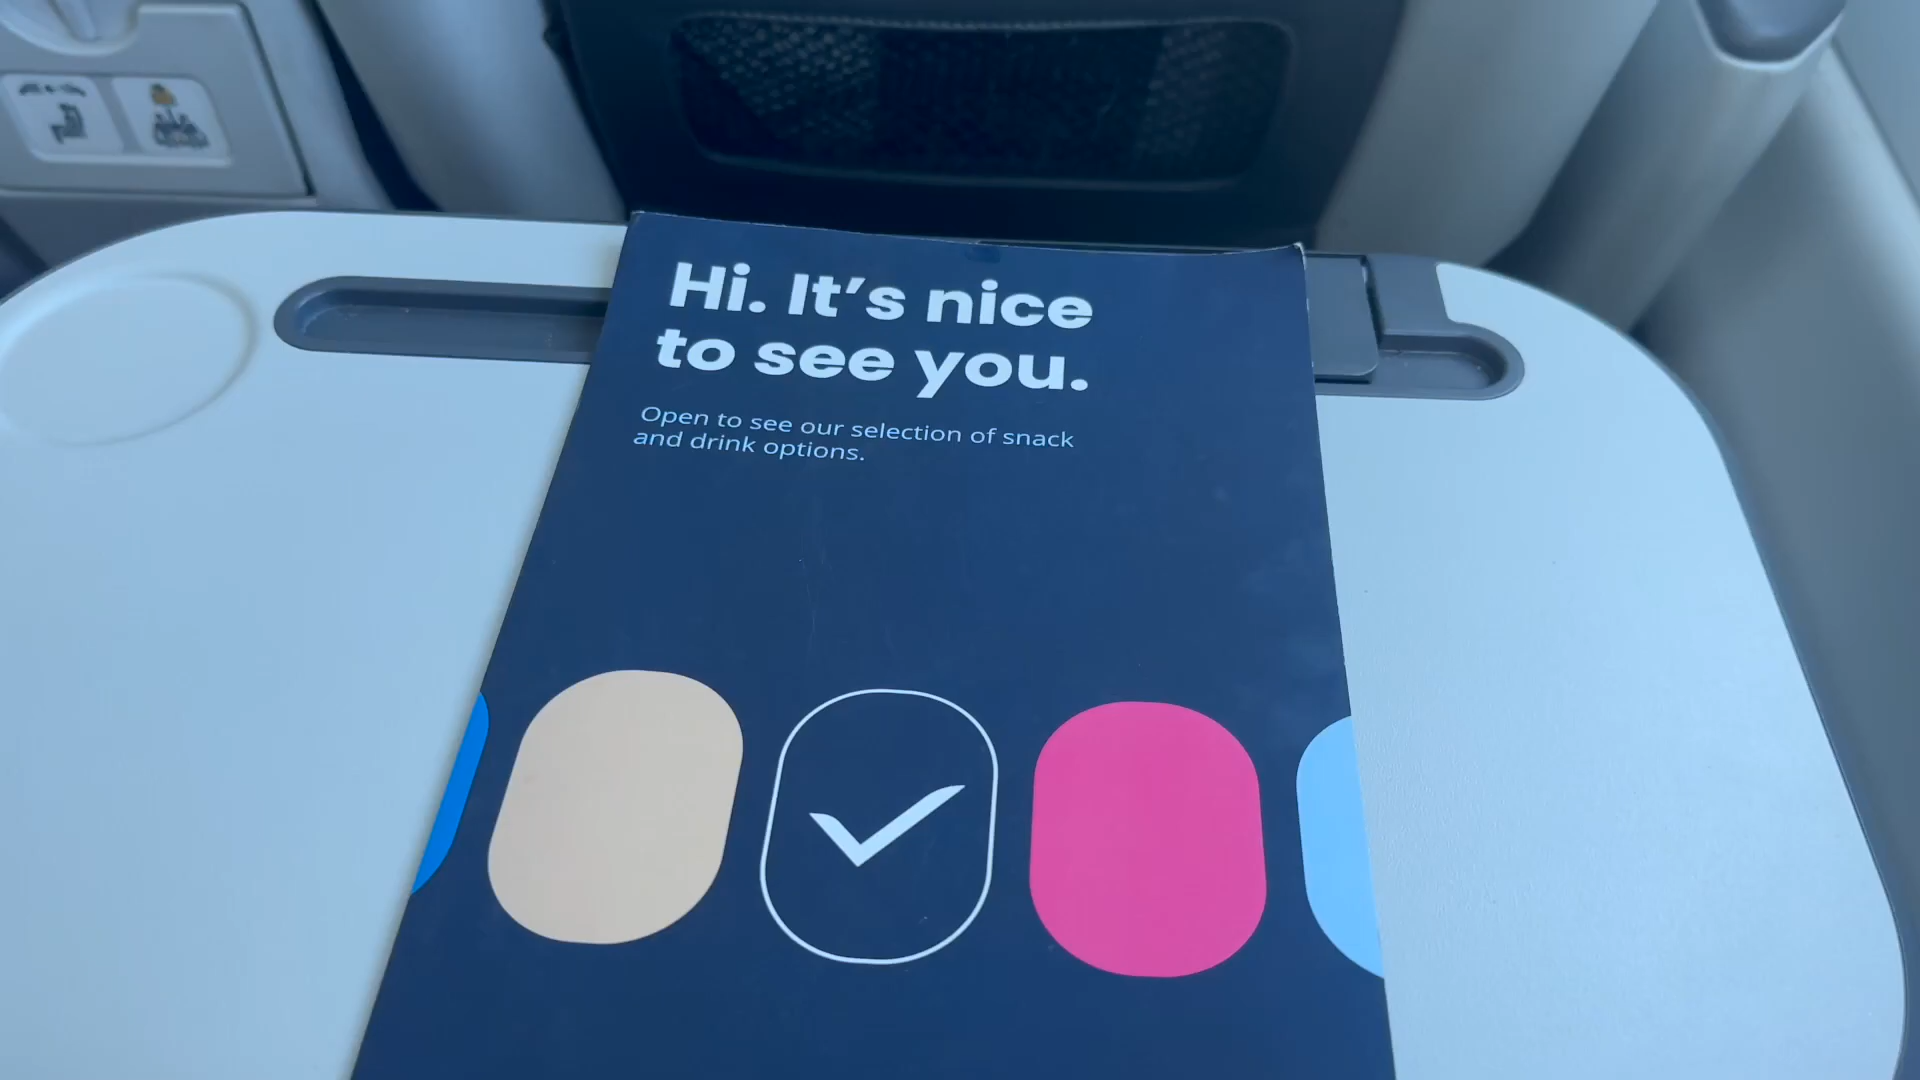 Hi. It's nice
to see you.
Open to see our selection of snack
and drink options.